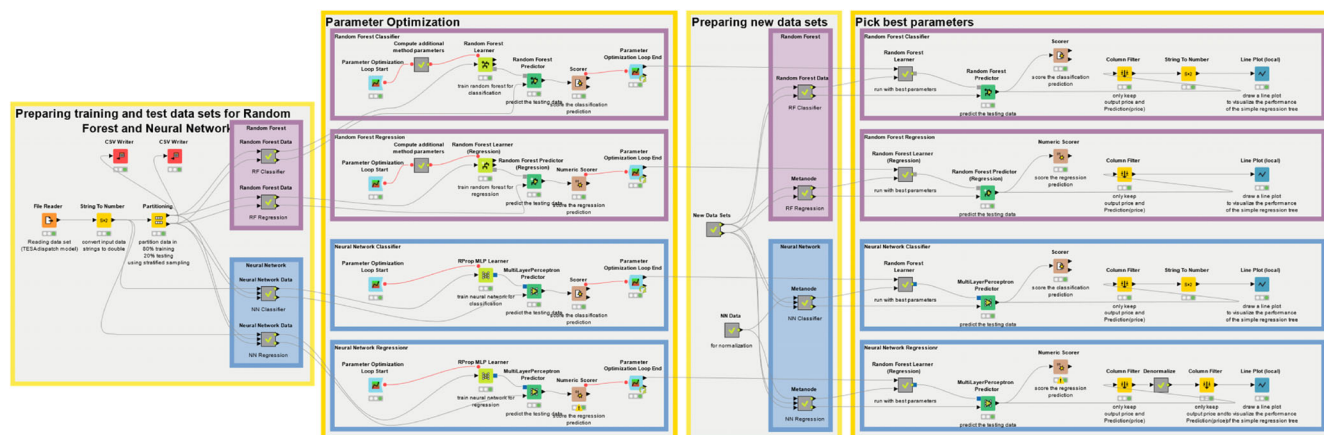 Preparing training and test data sets for Random
Forest and Neural Network
CSV Writer
CSV Writer
Random Forest
Random Forest Data
RF Classifier
Random Forest Data
RF Regression
File Reader
String To Number
Partitioning
Reading data set
(TESAdispatch model)
convert input data
strings to double
partition data in
80% training
20% testing
using stratified sampling
Neural Network
Neural Network Data
NN Classifier
Neural Network Data
NN Regression
Parameter Optimization
Random Forest Classifier
Parameter Optimization
Loop Start
Compute additional
method parameters
Random Forest
Learner
train random forest for
classification
Random Forest
Predictor
predict the testing data
Scorer
score the classification
prediction
Parameter
Optimization
Loop End
Random Forest Regression
Parameter Optimization
Loop Start
Compute additional
method parameters
Random Forest Learner
(Regression)
train random forest for
regression
Random Forest Predictor
(Regression)
predict the testing data
Numeric Scorer
score the regression
prediction
Parameter
Optimization Loop End
Neural Network Classifier
Parameter Optimization
Loop Start
RProp MLP Learner
train neural network for
classification
MultiLayerPerceptron
Predictor
predict the testing data
Scorer
score the classification
prediction
Parameter
Optimization Loop End
Neural Network Regressionr
Parameter Optimization
Loop Start
RProp MLP Learner
train neural network for
regression
MultiLayerPerceptron
Predictor
predict the testing data
Numeric Scorer
score the regression
prediction
Parameter
Optimization Loop End
Preparing new data sets
Random Forest
Random Forest Data
RF Classifier
Metanode
RF Regression
New Data Sets
Neural Network
Metanode
NN Classifier
NN Data
for normalization
Metanode
NN Regression
Pick best parameters
Random Forest Classifier
Random Forest
Learner
run with best parameters
Random Forest
Predictor
predict the testing data
Scorer
score the classification
prediction
Column Filter
only keep
output price and
Prediction(price)
String To Number
Line Plot (local)
draw a line plot
to visualize the performance
of the simple regression tree
Random Forest Regression
Random Forest Learner
(Regression)
run with best parameters
Random Forest Predictor
(Regression)
predict the testing data
Numeric Scorer
score the regression
prediction
Column Filter
only keep
output price and
Prediction(price)
Line Plot (local)
draw a line plot
to visualize the performance
of the simple regression tree
Neural Network Classifier
Random Forest
Learner
run with best parameters
MultiLayerPerceptron
Predictor
predict the testing data
Scorer
score the classification
prediction
Column Filter
only keep
output price and
Prediction(price)
String To Number
Line Plot (local)
draw a line plot
to visualize the performance
of the simple regression tree
Neural Network Regressionr
Random Forest Learner
(Regression)
run with best parameters
MultiLayerPerceptron
Predictor
predict the testing data
Numeric Scorer
score the regression
prediction
Column Filter
only keep
output price and
Prediction(price)
Denormalize
Column Filter
only keep
output price and
Prediction(price)
Line Plot (local)
draw a line plot
to visualize the performance
of the simple regression tree